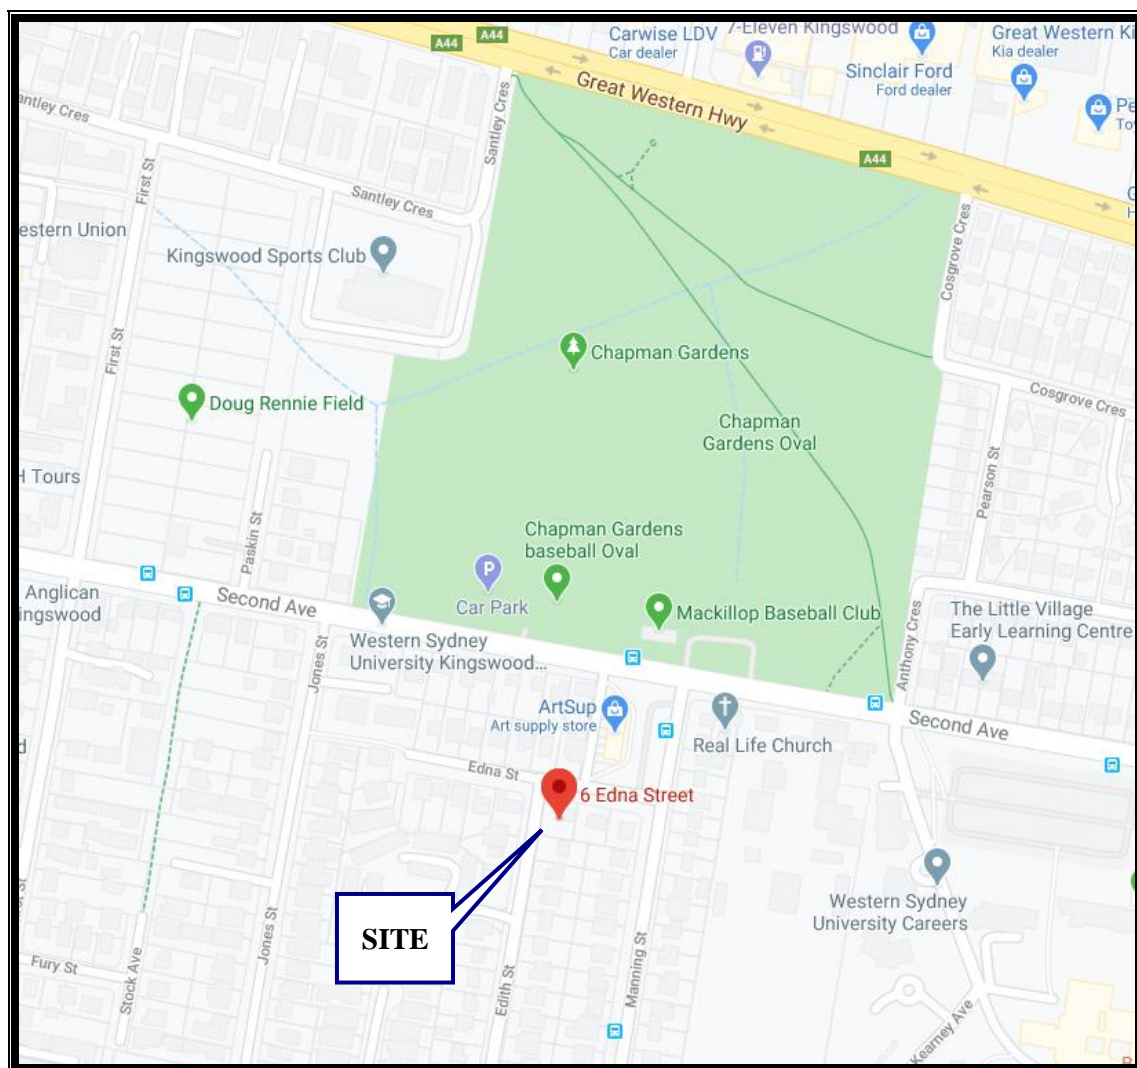 A44
A44
Carwise LDV
Car dealer
7-Eleven Kingswood
Great Western Ki
Kia dealer
Sinclair Ford
Ford dealer
Great Western Hwy
Pe
To
A44
antley Cres
Santley Cres
First St
Santley Cres
estern Union
Kingswood Sports Club
Cosgrove Cres
G
H
First St
Chapman Gardens
Doug Rennie Field
Cosgrove Cres
Chapman
Gardens Oval
H Tours
Pearson St
Paskin St
Chapman Gardens
baseball Oval
P
Car Park
Anglican
ingswood
Second Ave
Mackillop Baseball Club
The Little Village
Early Learning Centre
Western Sydney
University Kingswood...
Jones St
Anthony Cres
ArtSup
Art supply store
Real Life Church
Second Ave
d
Edna St
6 Edna Street
SITE
Western Sydney
University Careers
Jones St
Fury St
Stock Ave
Edith St
Manning St
Kearney Ave
B